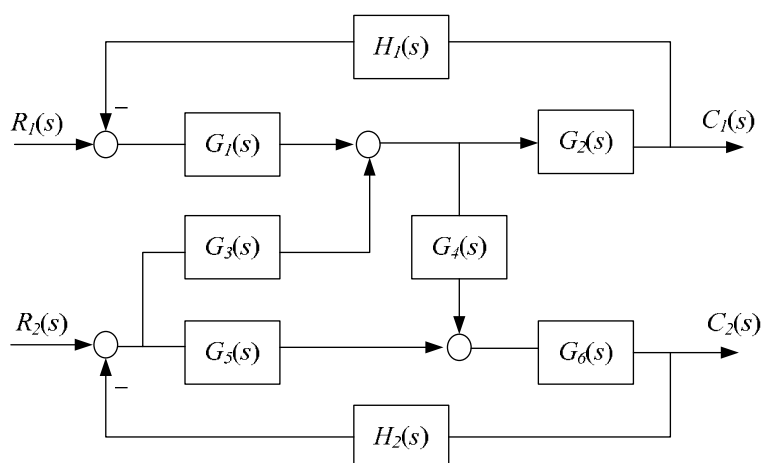 H₁(s)
–
R₁(s)
G₁(s)
G₂(s)
C₁(s)
G₃(s)
G₄(s)
R₂(s)
G₅(s)
G₆(s)
C₂(s)
–
H₂(s)